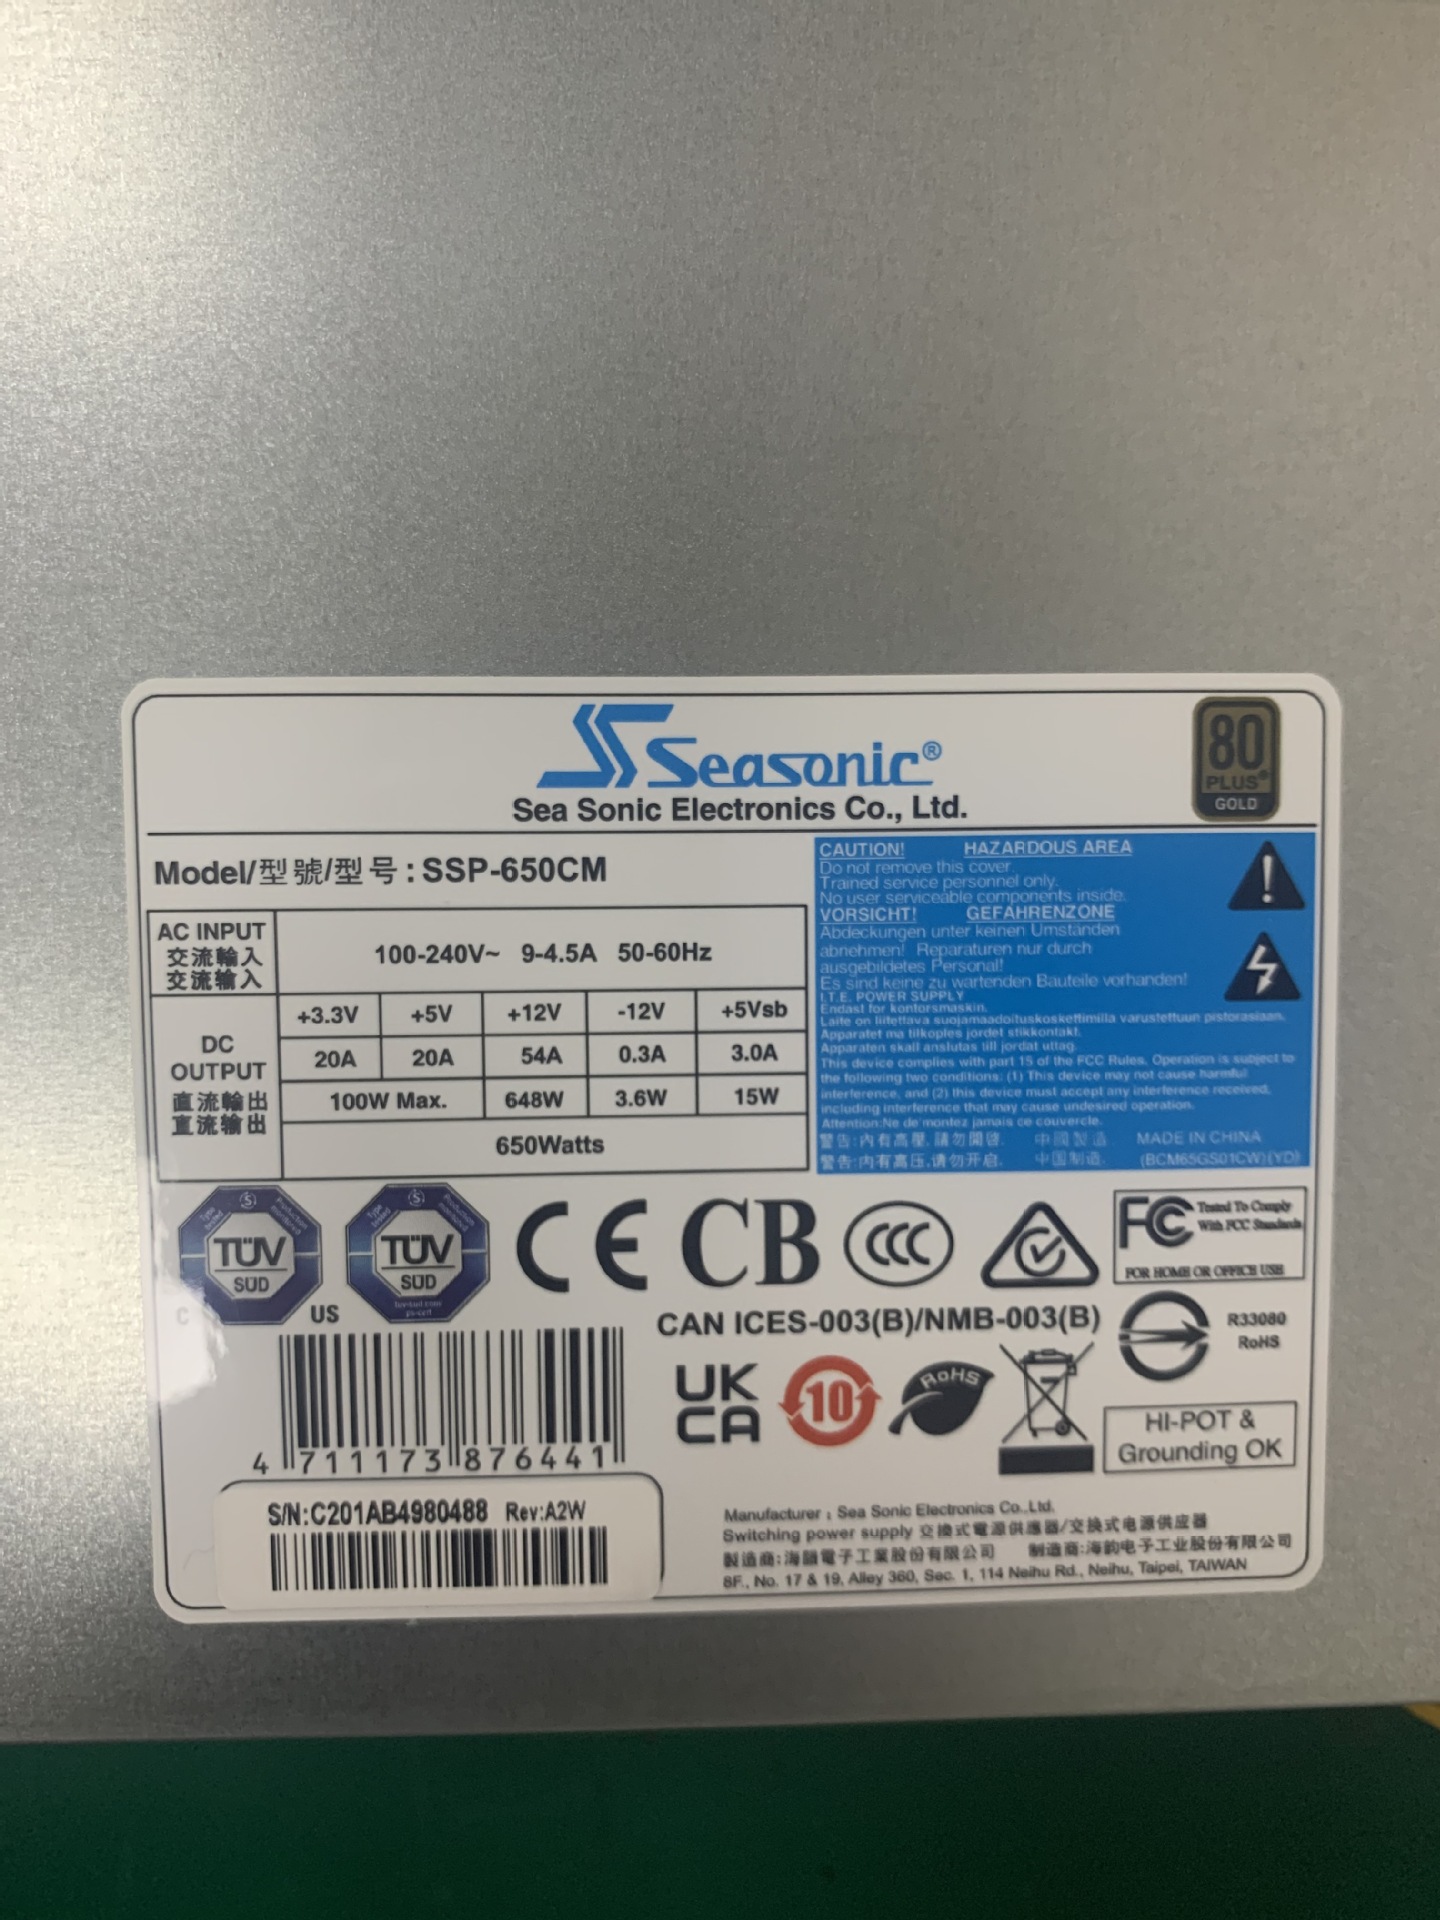 Seasonic®
Sea Sonic Electronics Co., Ltd.
80
PLUS®
GOLD
Model/型號/型号:SSP-650CM
AC INPUT
交流輸入
交流输入
100-240V~ 9-4.5A 50-60Hz
DC
OUTPUT
直流輸出
直流输出
+3.3V +5V +12V -12V +5Vsb
20A 20A 54A 0.3A 3.0A
100W Max. 648W 3.6W 15W
650Watts
CAUTION! HAZARDOUS AREA
Do not remove this cover.
Trained service personnel only.
No user serviceable components inside.
VORSICHT! GEFAHRENZONE
Abdeckungen unter keinen Umständen
abnehmen! Reparaturen nur durch
ausgebildetes Personal!
Es sind keine zu wartenden Bauteile vorhanden!
I.T.E. POWER SUPPLY
Endast for kontorsmaskin.
Laite on liitettava suojamaadoituskoskettimilla varustettuun pistorasiaan.
Apparatet ma tilkoples jordet stikkontakt.
Apparaten skall anslutas till jordat uttag.
This device complies with part 15 of the FCC Rules. Operation is subject to
the following two conditions: (1) This device may not cause harmful
interference, and (2) this device must accept any interference received,
including interference that may cause undesired operation.
Attention:Ne de montez jamais ce couvercle.
警告:內有高壓,請勿開啓. 中國製造. MADE IN CHINA
警告:内有高压,请勿开启. 中国制造. (BCM65GS01CW)(YD)
Type tested
Production monitored
TÜV
SÜD
C US
Type tested
Production monitored
TÜV
SÜD
CE
CB
CCC
FC
Tested To Comply
With FCC Standards
FOR HOME OR OFFICE USE
CAN ICES-003(B)/NMB-003(B)
R33080
RoHS
UK
CA
10
RoHS
HI-POT &
Grounding OK
4 711173 876441
S/N:C201AB4980488 Rev:A2W
Manufacturer : Sea Sonic Electronics Co.,Ltd.
Switching power supply 交換式電源供應器/交换式电源供应器
製造商:海韻電子工業股份有限公司 制造商:海韵电子工业股份有限公司
8F., No. 17 & 19, Alley 360, Sec. 1, 114 Neihu Rd., Neihu, Taipei, TAIWAN